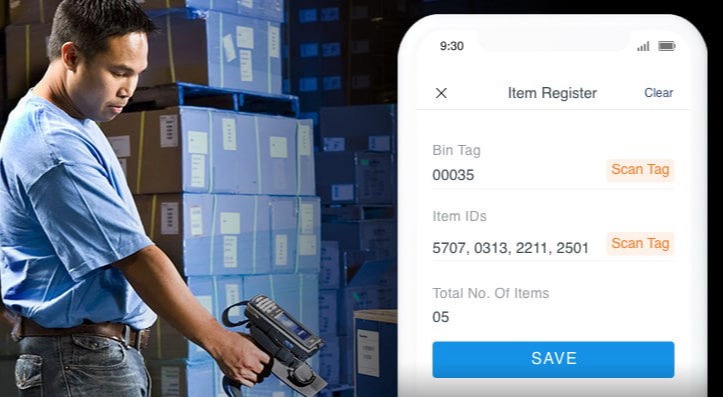 9:30
Item Register Clear
Bin Tag
00035 Scan Tag
Item IDs
5707, 0313, 2211, 2501 Scan Tag
Total No. Of Items
05
SAVE